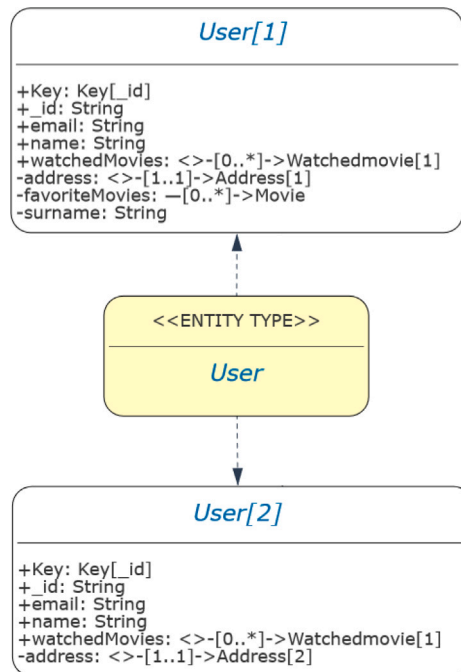 User[1]
+Key: Key[_id]
+_id: String
+email: String
+name: String
+watchedMovies: <>-[0..*]->Watchedmovie[1]
-address: <>-[1..1]->Address[1]
-favoriteMovies: —[0..*]->Movie
-surname: String
<<ENTITY TYPE>>
User
User[2]
+Key: Key[_id]
+_id: String
+email: String
+name: String
+watchedMovies: <>-[0..*]->Watchedmovie[1]
-address: <>-[1..1]->Address[2]